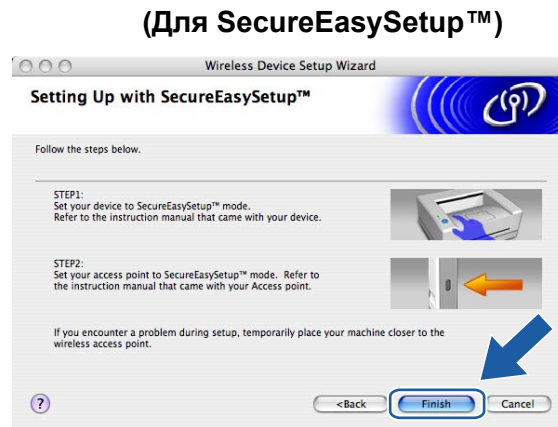 (Для SecureEasySetup™)
Wireless Device Setup Wizard
Setting Up with SecureEasySetup™
Follow the steps below.
STEP1:
Set your device to SecureEasySetup™ mode.
Refer to the instruction manual that came with your device.
STEP2:
Set your access point to SecureEasySetup™ mode. Refer to
the instruction manual that came with your Access point.
If you encounter a problem during setup, temporarily place your machine closer to the
wireless access point.
? <Back Finish Cancel